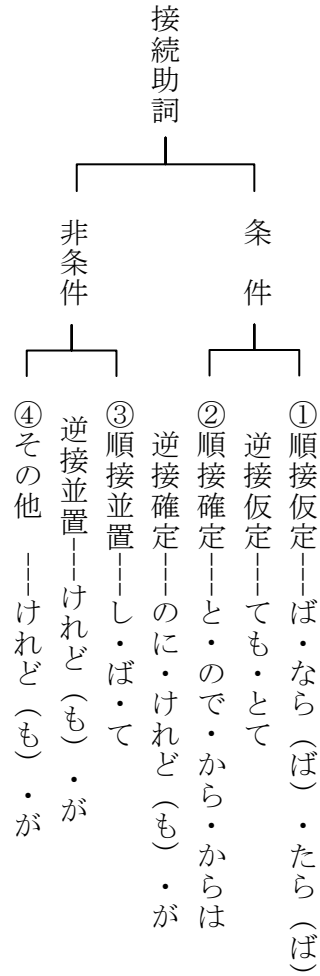 接続助詞
条　件
①順接仮定---ば・なら（ば）・たら（ば）
逆接仮定---ても・とて
②順接確定---と・ので・から・からは
逆接確定---のに・けれど（も）・が
非条件
③順接並置---し・ば・て
逆接並置---けれど（も）・が
④その他　---けれど（も）・が